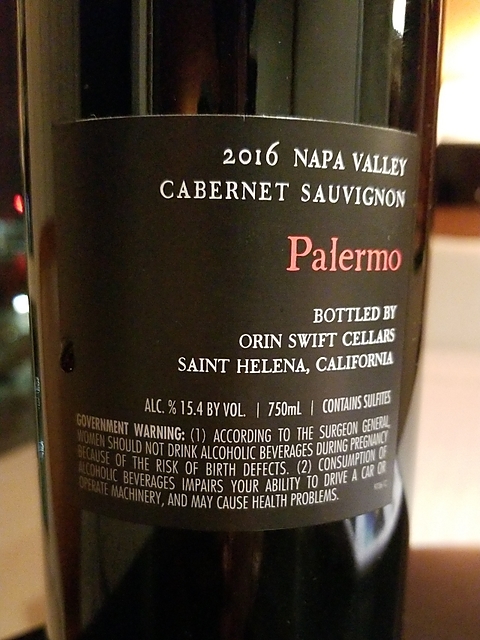 2016 NAPA VALLEY
CABERNET SAUVIGNON
Palermo
BOTTLED BY
ORIN SWIFT CELLARS
SAINT HELENA, CALIFORNIA
ALC. % 15.4 BY VOL. | 750mL | CONTAINS SULFITES
GOVERNMENT WARNING: (1) ACCORDING TO THE SURGEON GENERAL,
WOMEN SHOULD NOT DRINK ALCOHOLIC BEVERAGES DURING PREGNANCY
BECAUSE OF THE RISK OF BIRTH DEFECTS. (2) CONSUMPTION OF
ALCOHOLIC BEVERAGES IMPAIRS YOUR ABILITY TO DRIVE A CAR OR
OPERATE MACHINERY, AND MAY CAUSE HEALTH PROBLEMS.